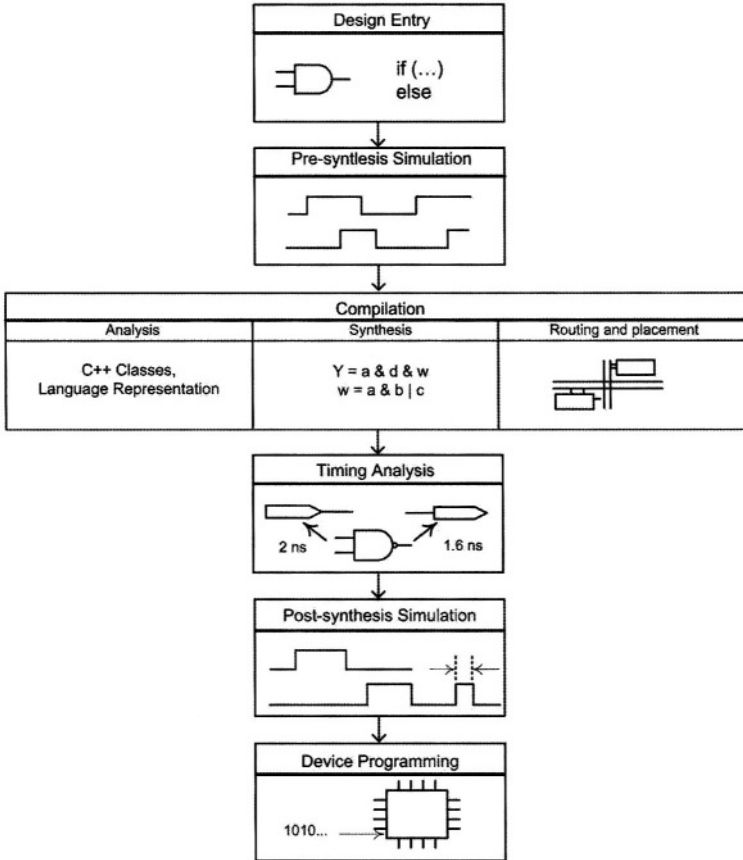 Design Entry
if (...)
else
Pre-syntlesis Simulation
Compilation
Analysis
Synthesis
Routing and placement
C++ Classes,
Language Representation
Y = a & d & w
w = a & b | c
Timing Analysis
2 ns
1.6 ns
Post-synthesis Simulation
Device Programming
1010...